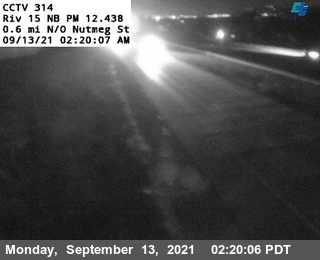 CCTV 314
Riv 15 NB PM 12.438
0.6 mi N/O Nutmeg St
09/13/21 02:20:07 AM
Monday, September 13, 2021 02:20:06 PDT